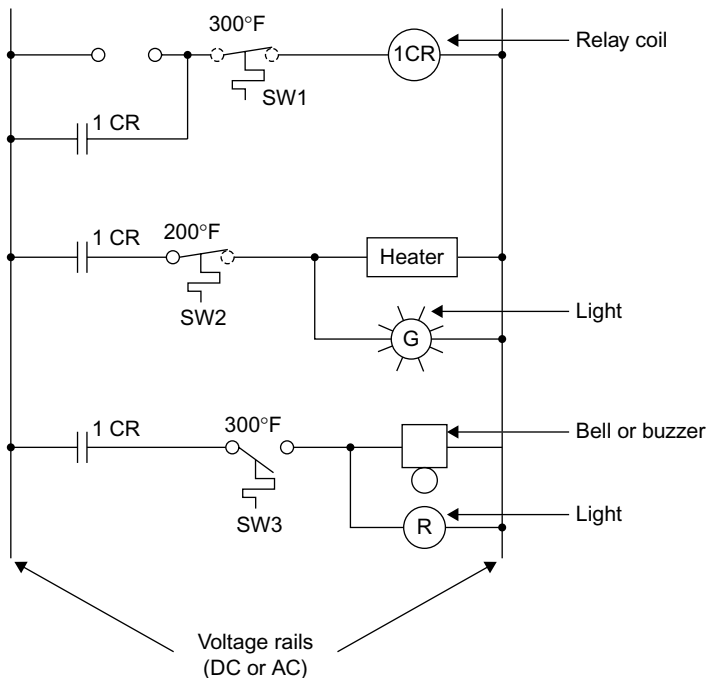 300°F
1CR
Relay coil
SW1
1 CR
1 CR
200°F
Heater
SW2
Light
G
1 CR
300°F
Bell or buzzer
SW3
Light
R
Voltage rails
(DC or AC)